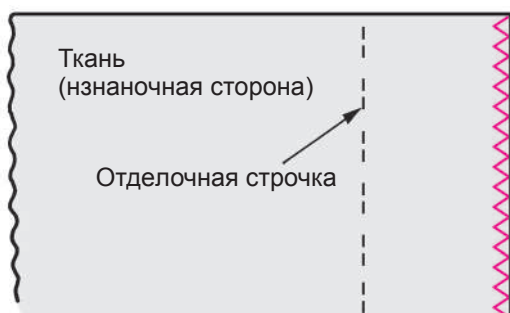 Ткань
(нзнаночная сторона)
Отделочная строчка